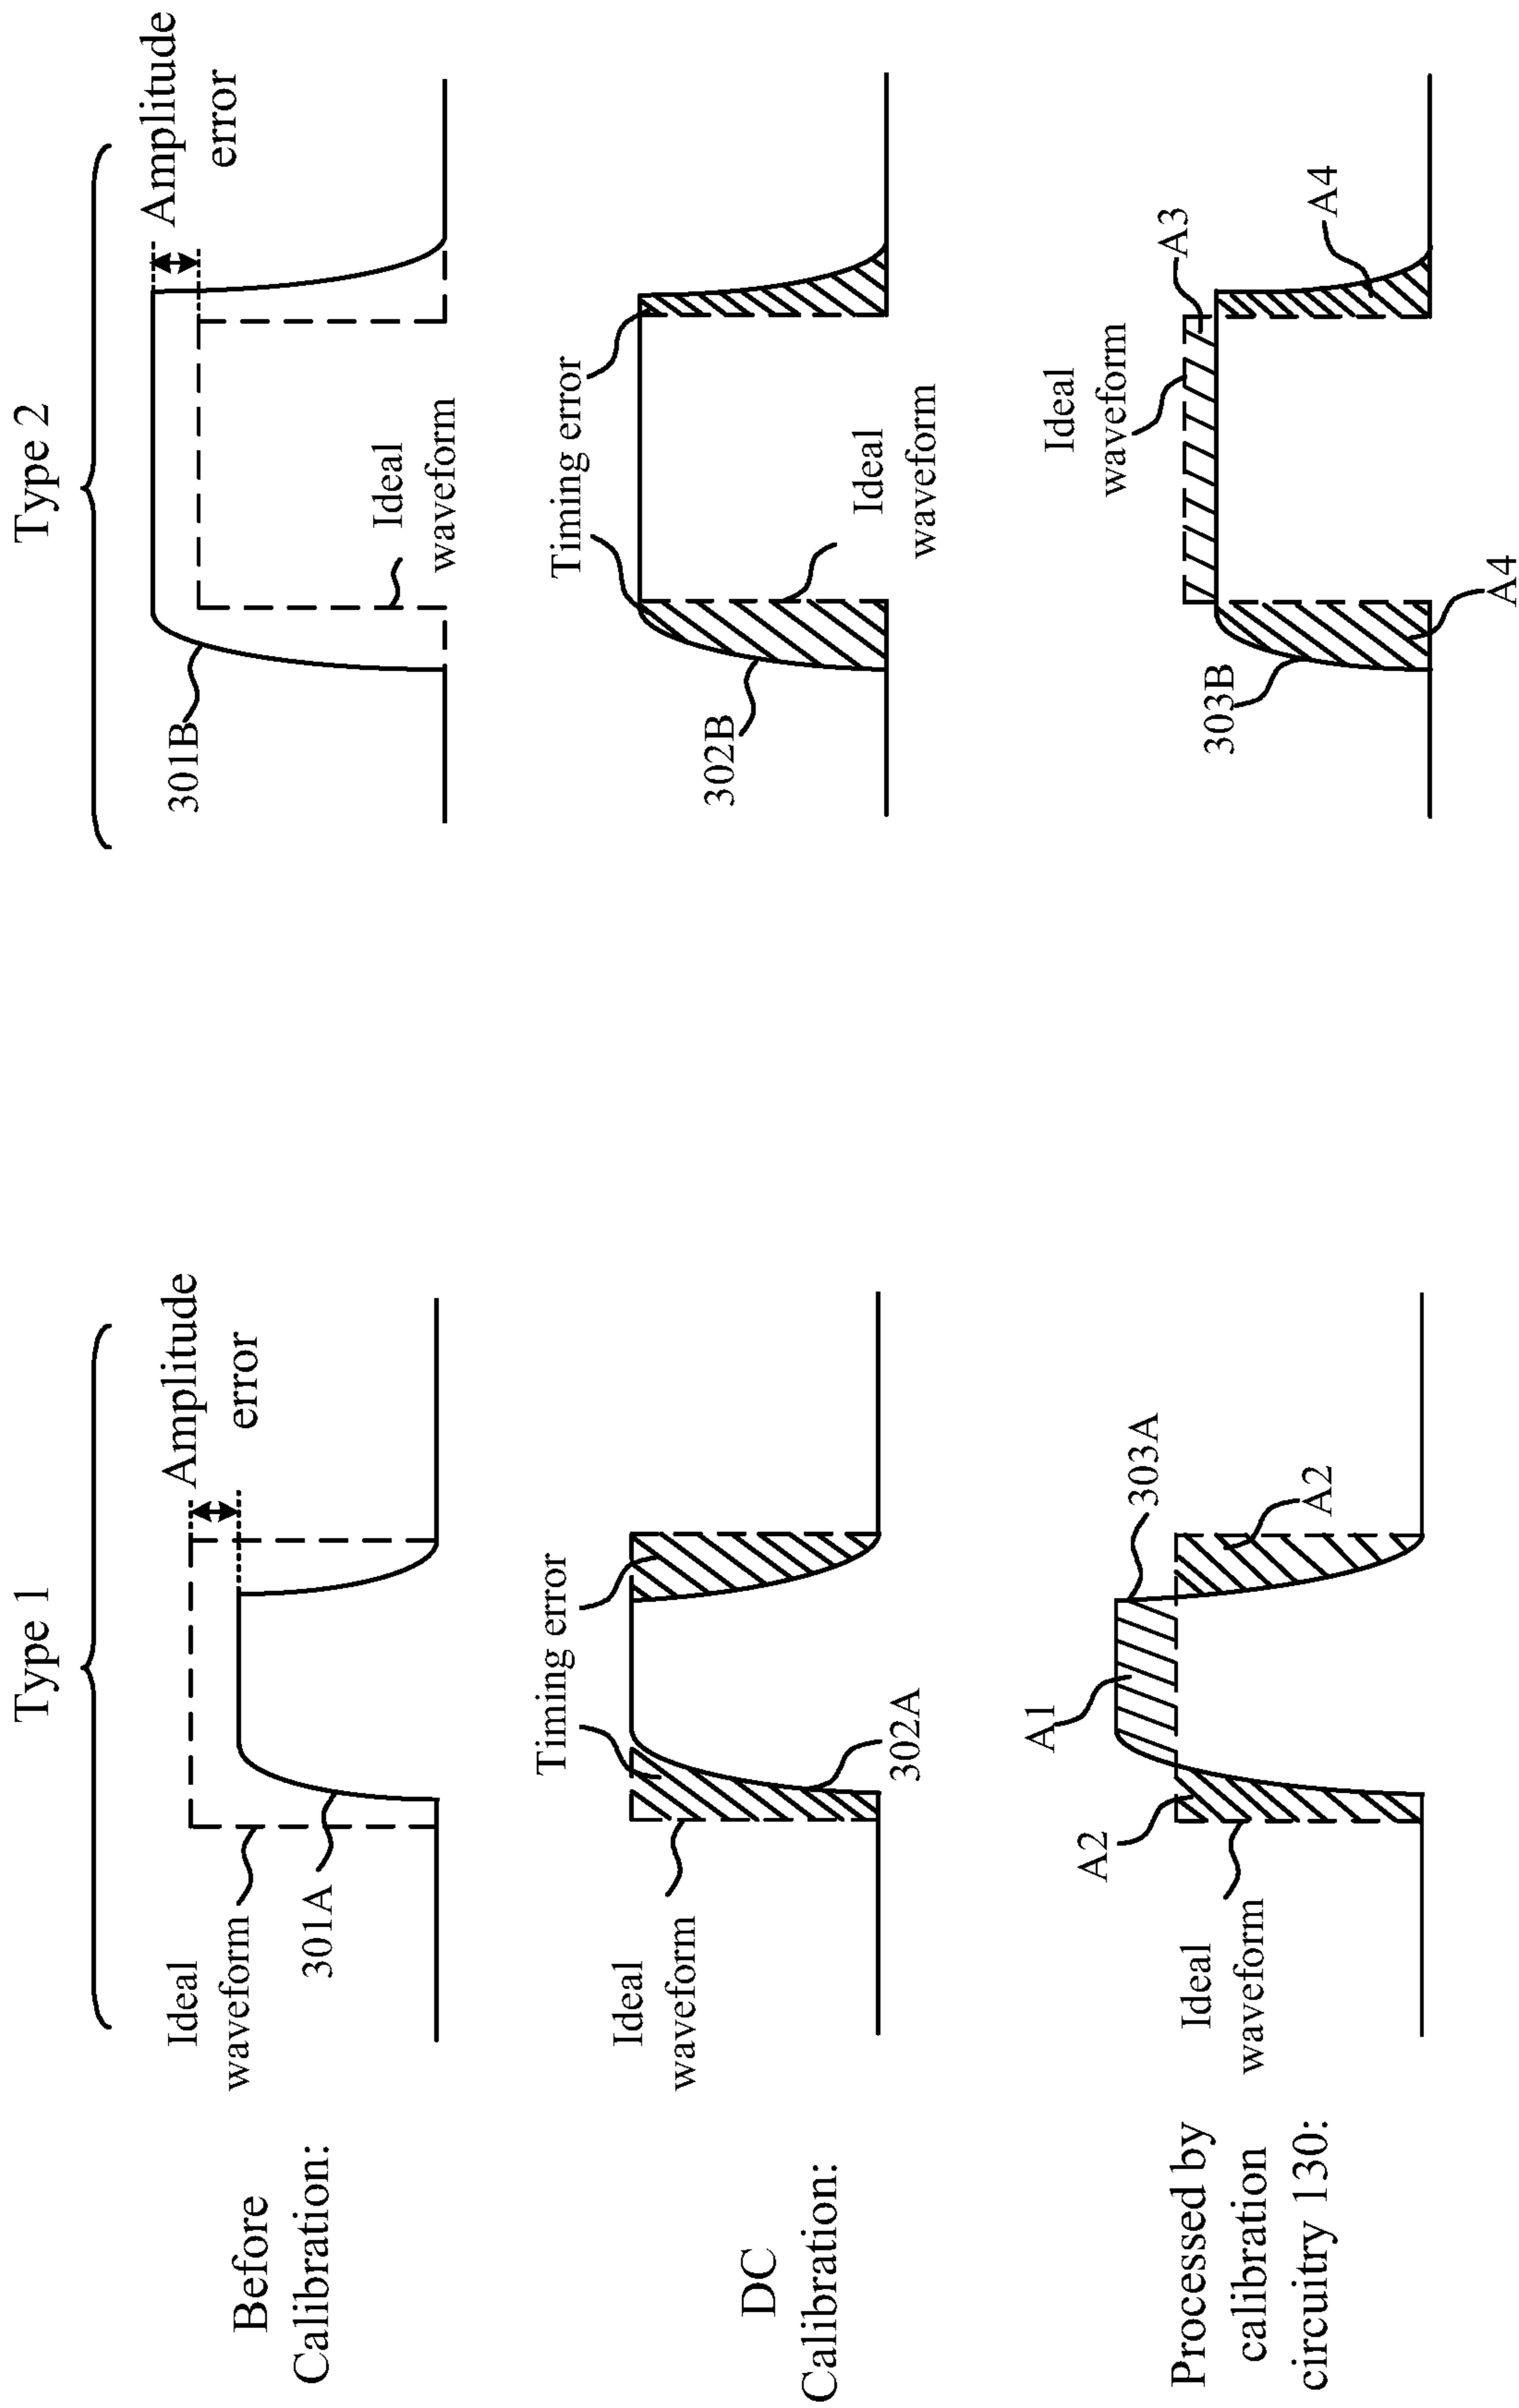 Type 1
Type 2
Before
Calibration:
Ideal
waveform
301A
Amplitude
error
301B
Ideal
waveform
Amplitude
error
DC
Calibration:
Ideal
waveform
Timing error
302A
302B
Timing error
Ideal
waveform
Processed by
calibration
circuitry 130:
Ideal
waveform
A2
A1
303A
A2
303B
Ideal
waveform
A3
A4
A4